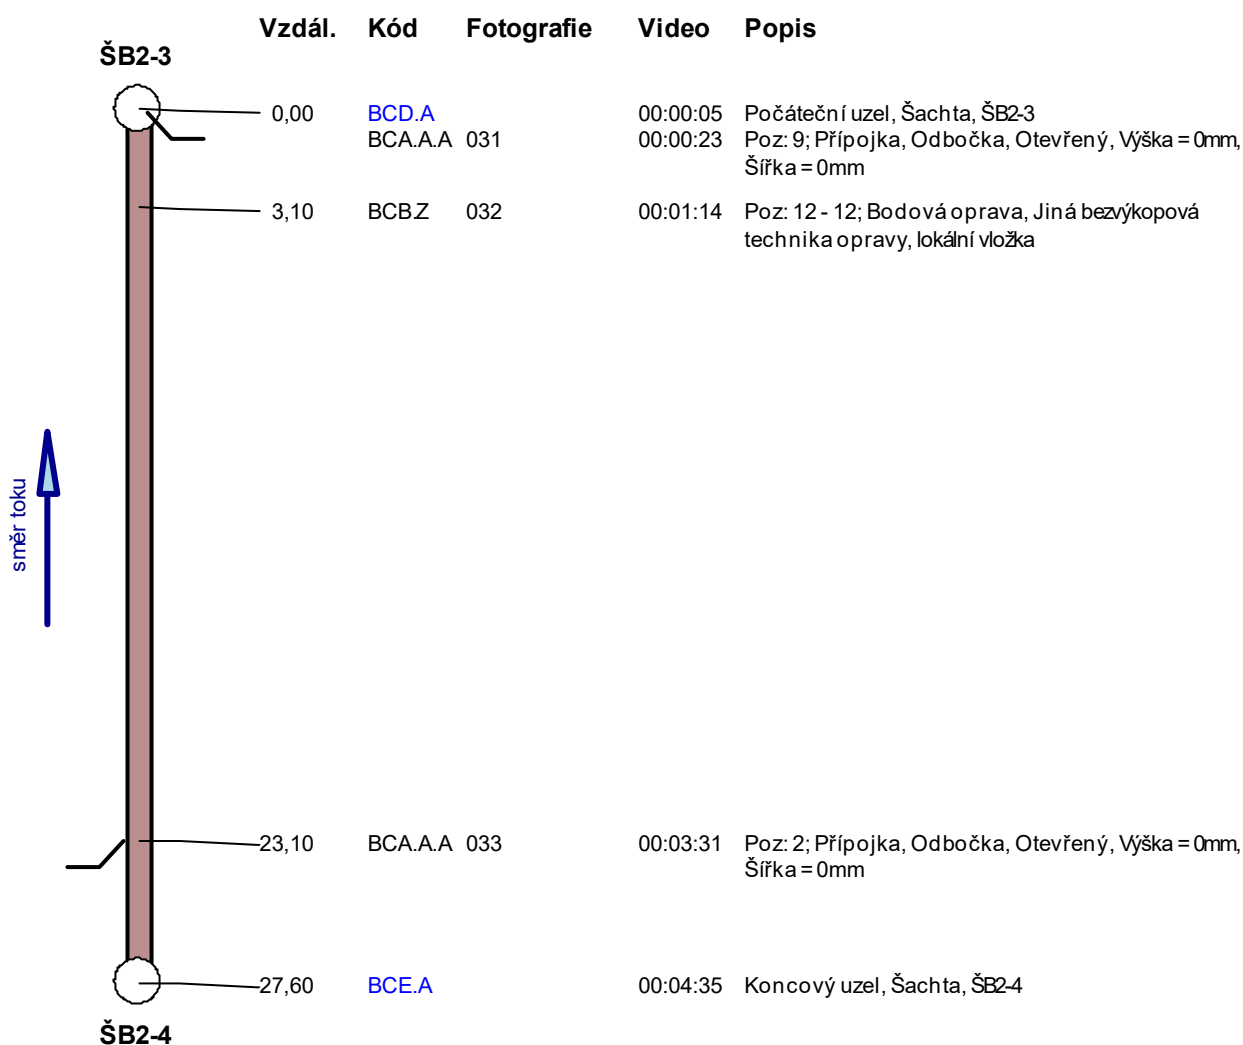 Vzdál. Kód Fotografie Video Popis
ŠB2-3
0,00 BCD.A 00:00:05 Počáteční uzel, Šachta, ŠB2-3
BCA.A.A 031 00:00:23 Poz: 9; Přípojka, Odbočka, Otevřený, Výška = 0mm,
Šířka = 0mm
3,10 BCB.Z 032 00:01:14 Poz: 12 - 12; Bodová oprava, Jiná bezvýkopová
technika opravy, lokální vložka
směr toku
23,10 BCA.A.A 033 00:03:31 Poz: 2; Přípojka, Odbočka, Otevřený, Výška = 0mm,
Šířka = 0mm
27,60 BCE.A 00:04:35 Koncový uzel, Šachta, ŠB2-4
ŠB2-4